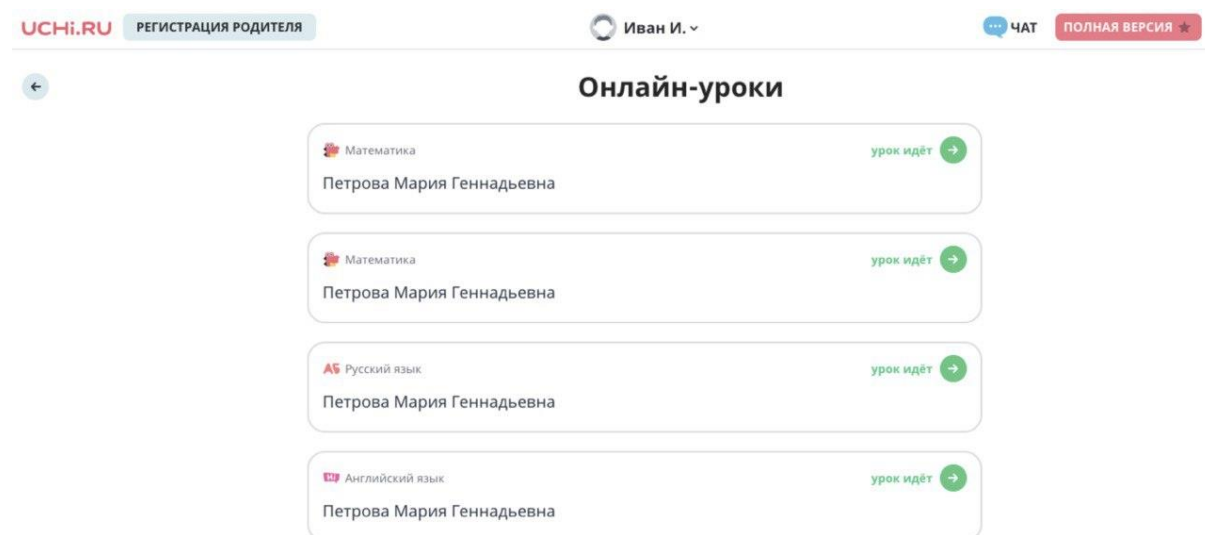 UCHi.RU РЕГИСТРАЦИЯ РОДИТЕЛЯ Иван И. ЧАТ ПОЛНАЯ ВЕРСИЯ
Онлайн-уроки
Математика урок идёт
Петрова Мария Геннадьевна
Математика урок идёт
Петрова Мария Геннадьевна
АБ Русский язык урок идёт
Петрова Мария Геннадьевна
Hi Английский язык урок идёт
Петрова Мария Геннадьевна